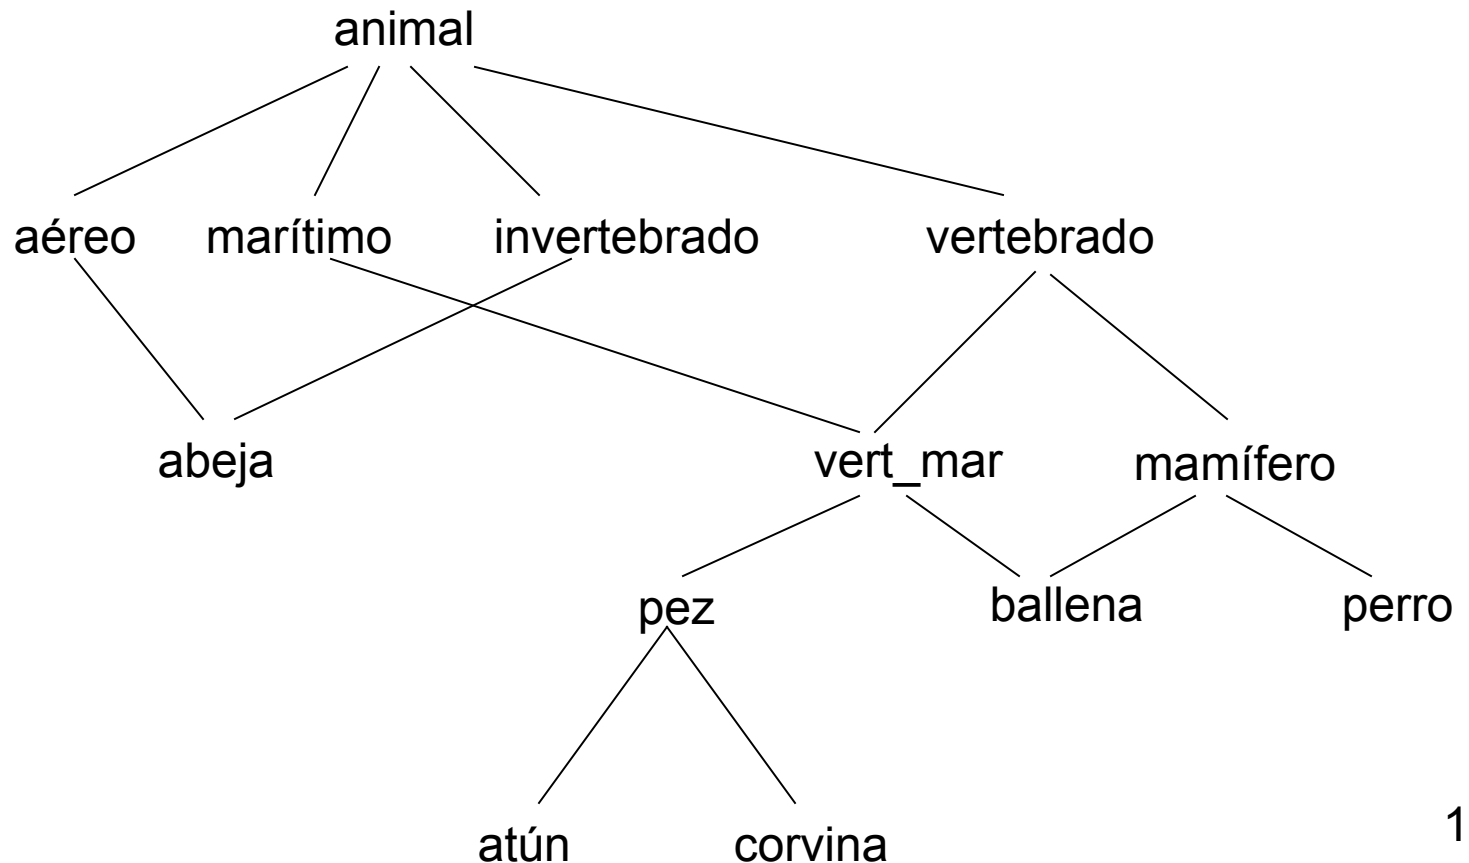 animal
aéreo marítimo invertebrado vertebrado
abeja vert_mar mamífero
pez ballena perro
atún corvina
1